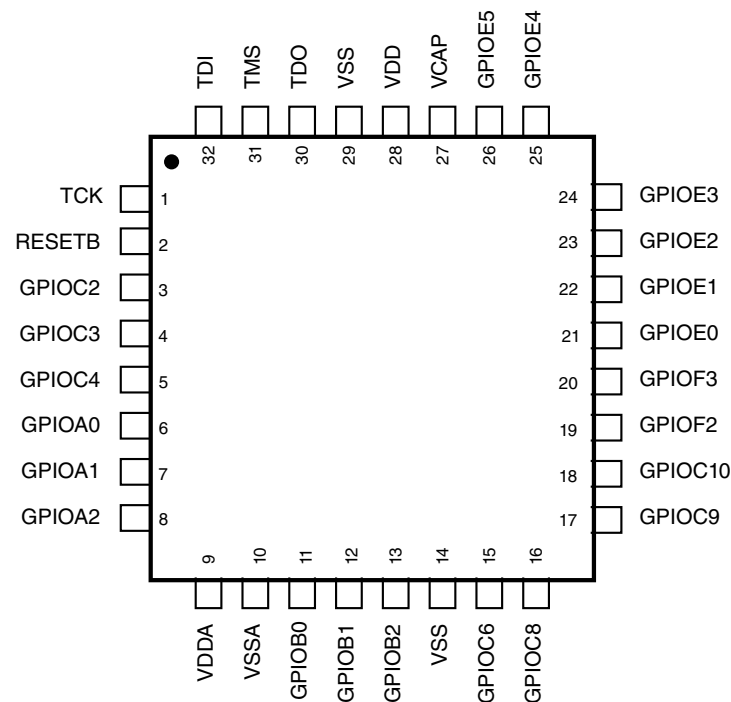 TDI TMS TDO VSS VDD VCAP GPIOE5 GPIOE4
32 31 30 29 28 27 26 25
TCK 1 24 GPIOE3
RESETB 2 23 GPIOE2
GPIOC2 3 22 GPIOE1
GPIOC3 4 21 GPIOE0
GPIOC4 5 20 GPIOF3
GPIOA0 6 19 GPIOF2
GPIOA1 7 18 GPIOC10
GPIOA2 8 17 GPIOC9
9 10 11 12 13 14 15 16
VDDA VSSA GPIOB0 GPIOB1 GPIOB2 VSS GPIOC6 GPIOC8